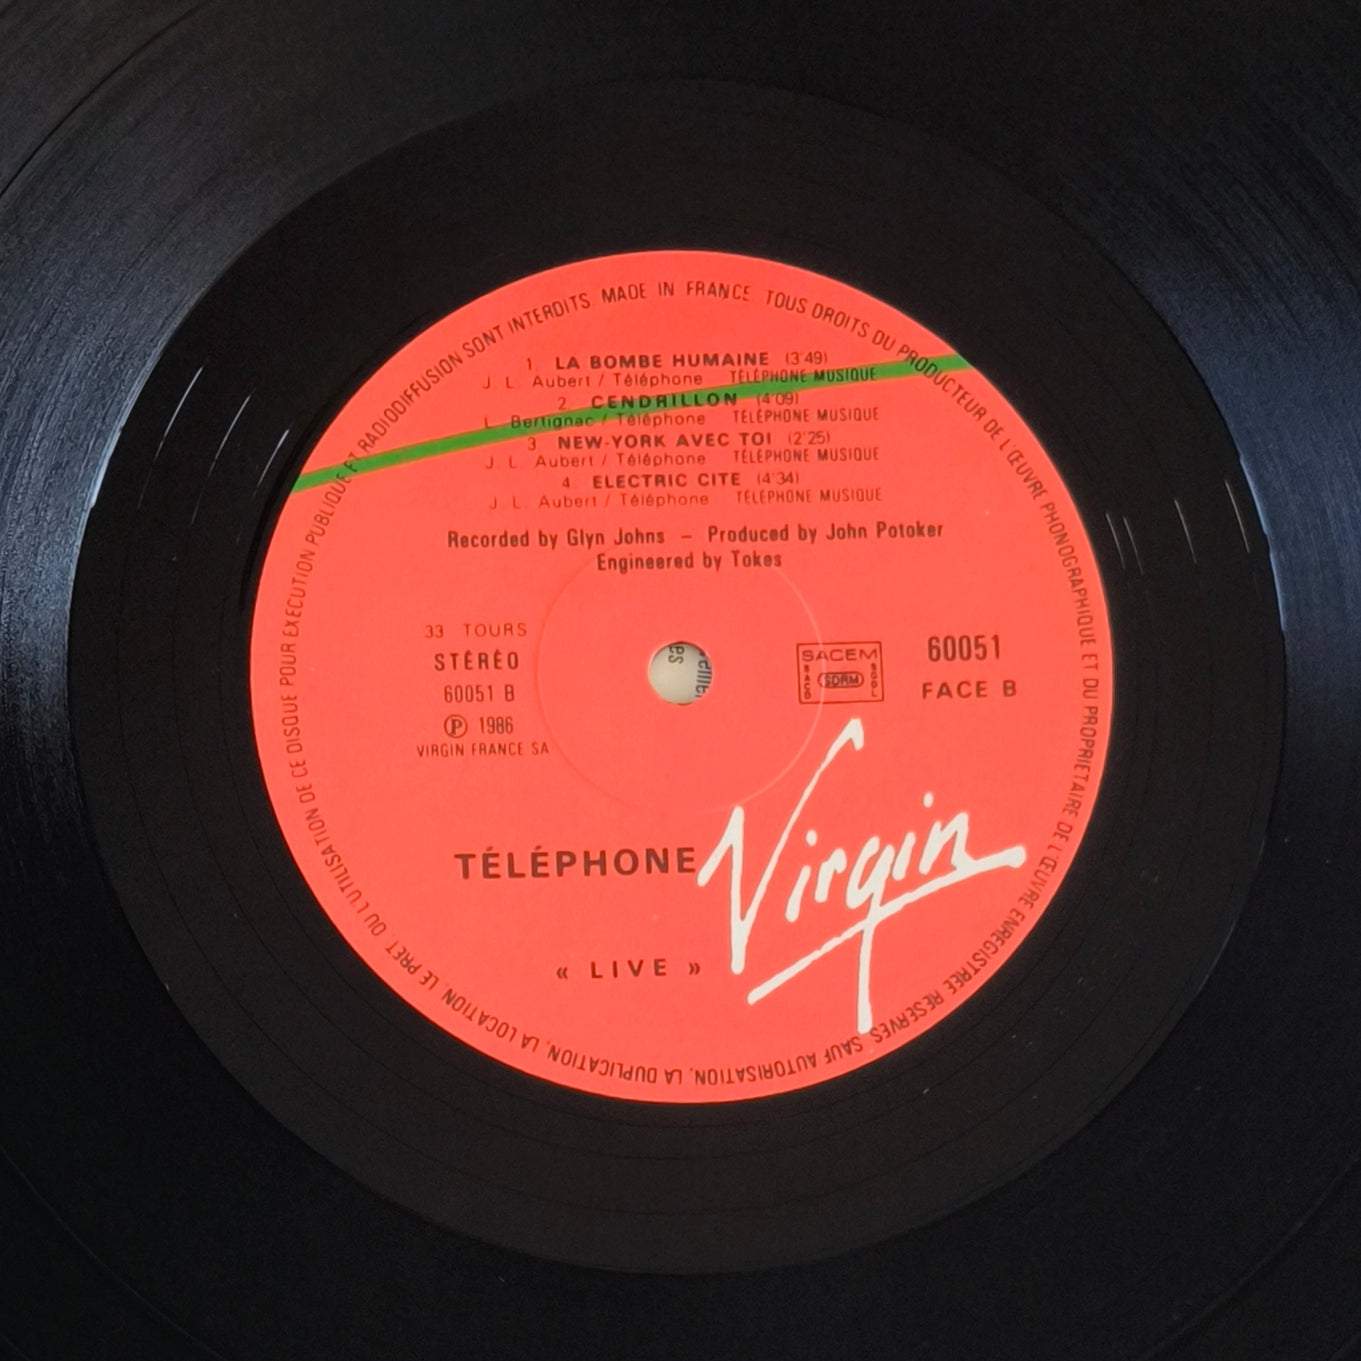 MADE IN FRANCE TOUS DROITS DU PRODUCTEUR DE L'ŒUVRE PHONOGRAPHIQUE ET DU PROPRIETAIRE DE L'ŒUVRE ENREGISTREE RESERVES. SAUF AUTORISATION, LA DUPLICATION, LA LOCATION, LE PRET, OU L'UTILISATION DE CE DISQUE POUR EXECUTION PUBLIQUE ET RADIODIFFUSION SONT INTERDITS
1. LA BOMBE HUMAINE (3'49)
J. L. Aubert / Téléphone TÉLÉPHONE MUSIQUE
2. CENDRILLON (4'09)
L. Bertignac / Téléphone TÉLÉPHONE MUSIQUE
3. NEW-YORK AVEC TOI (2'25)
J. L. Aubert / Téléphone TÉLÉPHONE MUSIQUE
4. ELECTRIC CITE (4'34)
J. L. Aubert / Téléphone TÉLÉPHONE MUSIQUE
Recorded by Glyn Johns – Produced by John Potoker
Engineered by Tokes
33 TOURS
STÉRÉO
60051 B
Ⓟ 1986
VIRGIN FRANCE SA
SACEM
SACD SDRM SGDL
60051
FACE B
TÉLÉPHONE
Virgin
« LIVE »